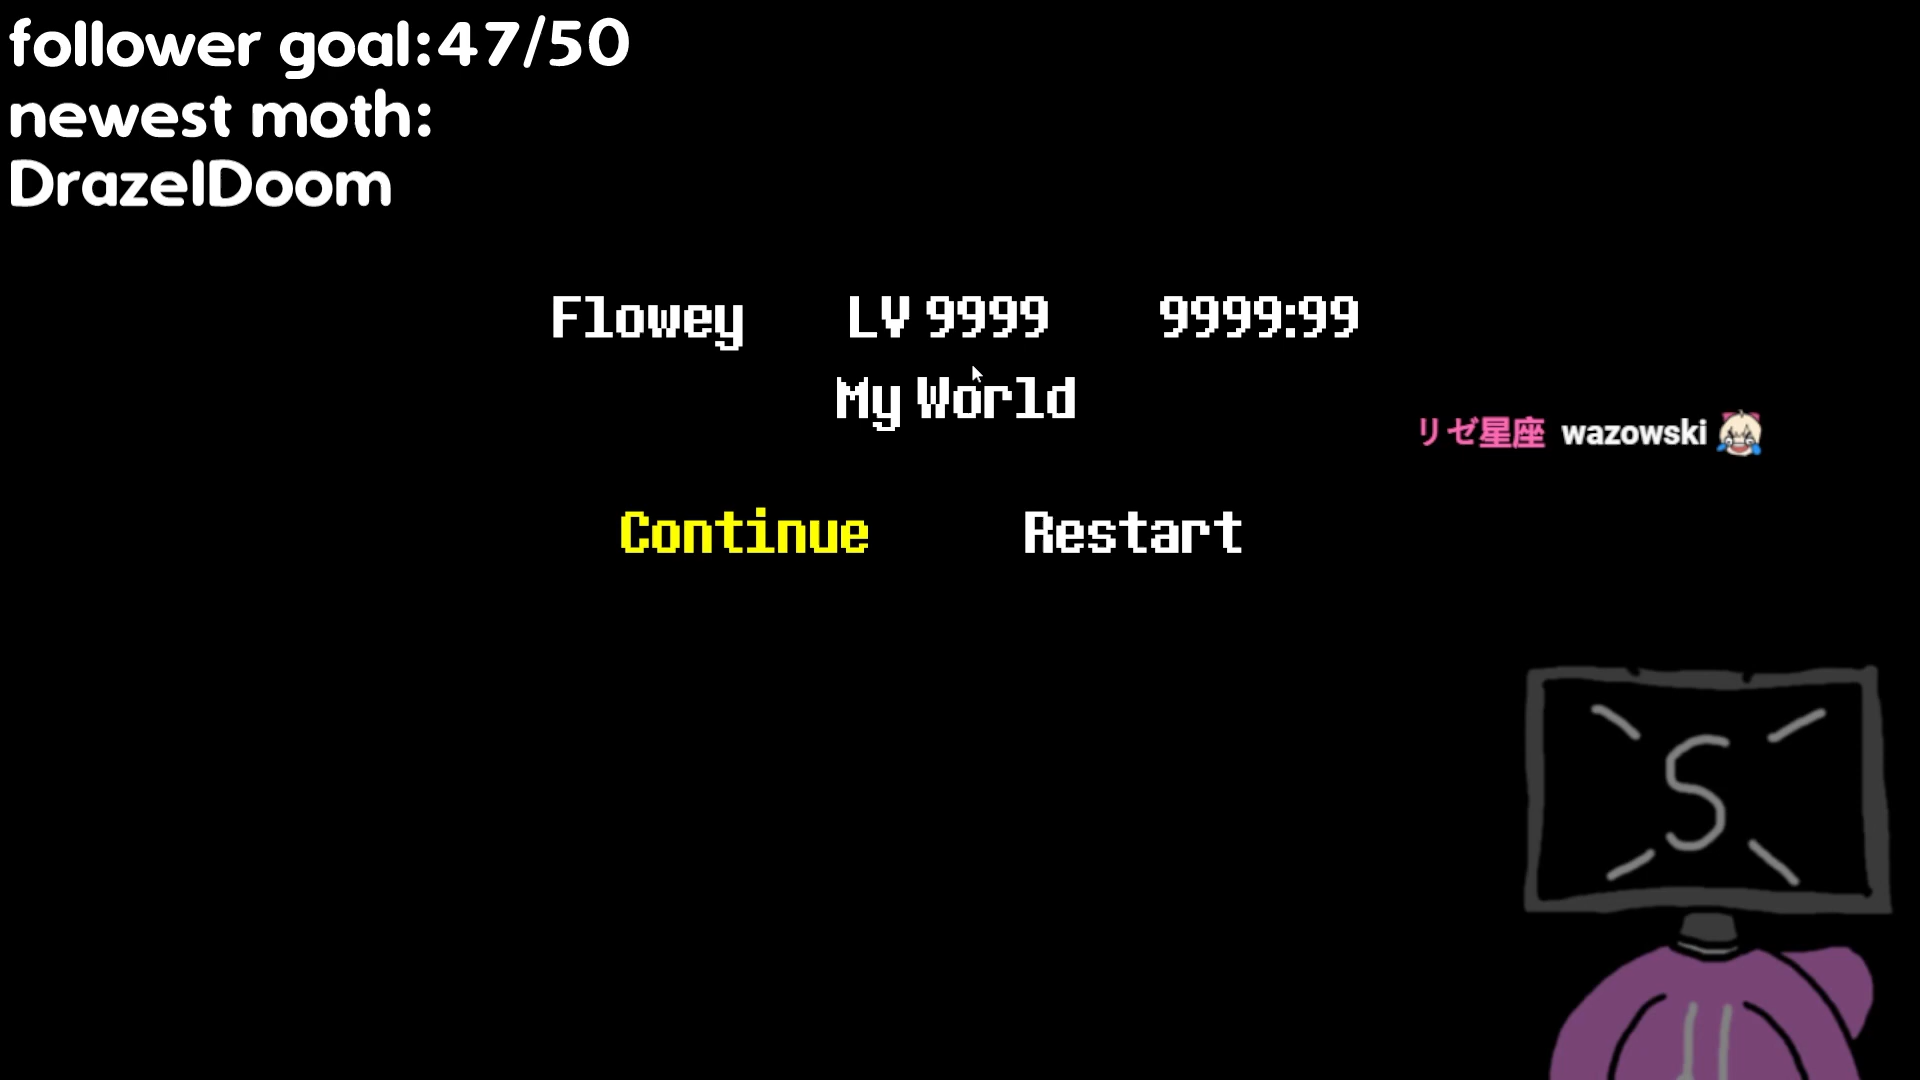 follower goal:47/50
newest moth:
DrazelDoom
Flowey LV 9999 9999:99
My World
リゼ星座 wazowski
Continue Restart
S